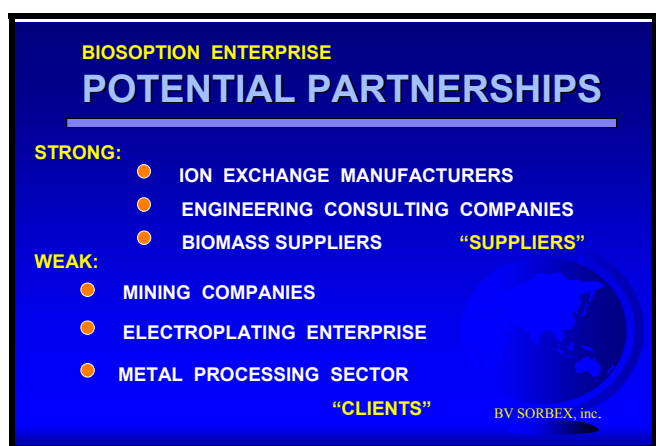 BIOSOPTION ENTERPRISE
POTENTIAL PARTNERSHIPS
STRONG:
ION EXCHANGE MANUFACTURERS
ENGINEERING CONSULTING COMPANIES
BIOMASS SUPPLIERS “SUPPLIERS”
WEAK:
MINING COMPANIES
ELECTROPLATING ENTERPRISE
METAL PROCESSING SECTOR
“CLIENTS”
BV SORBEX, inc.